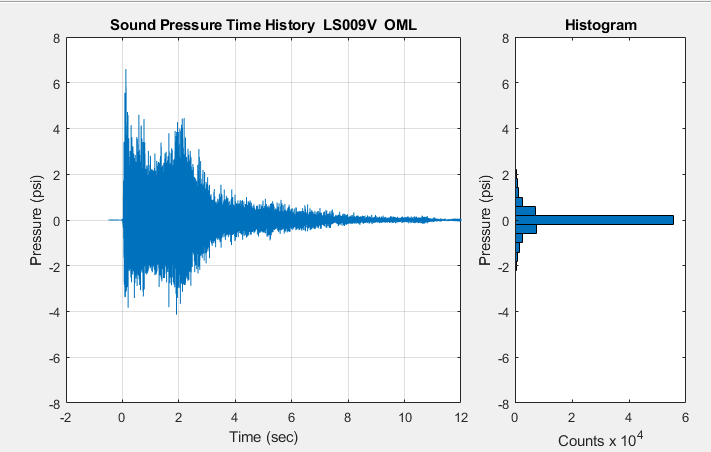 Sound Pressure Time History  LS009V  OML
8
6
4
2
0
-2
-4
-6
-8
Pressure (psi)
-2 0 2 4 6 8 10 12
Time (sec)
Histogram
8
6
4
2
0
-2
-4
-6
-8
Pressure (psi)
0 2 4 6
Counts x 10^4